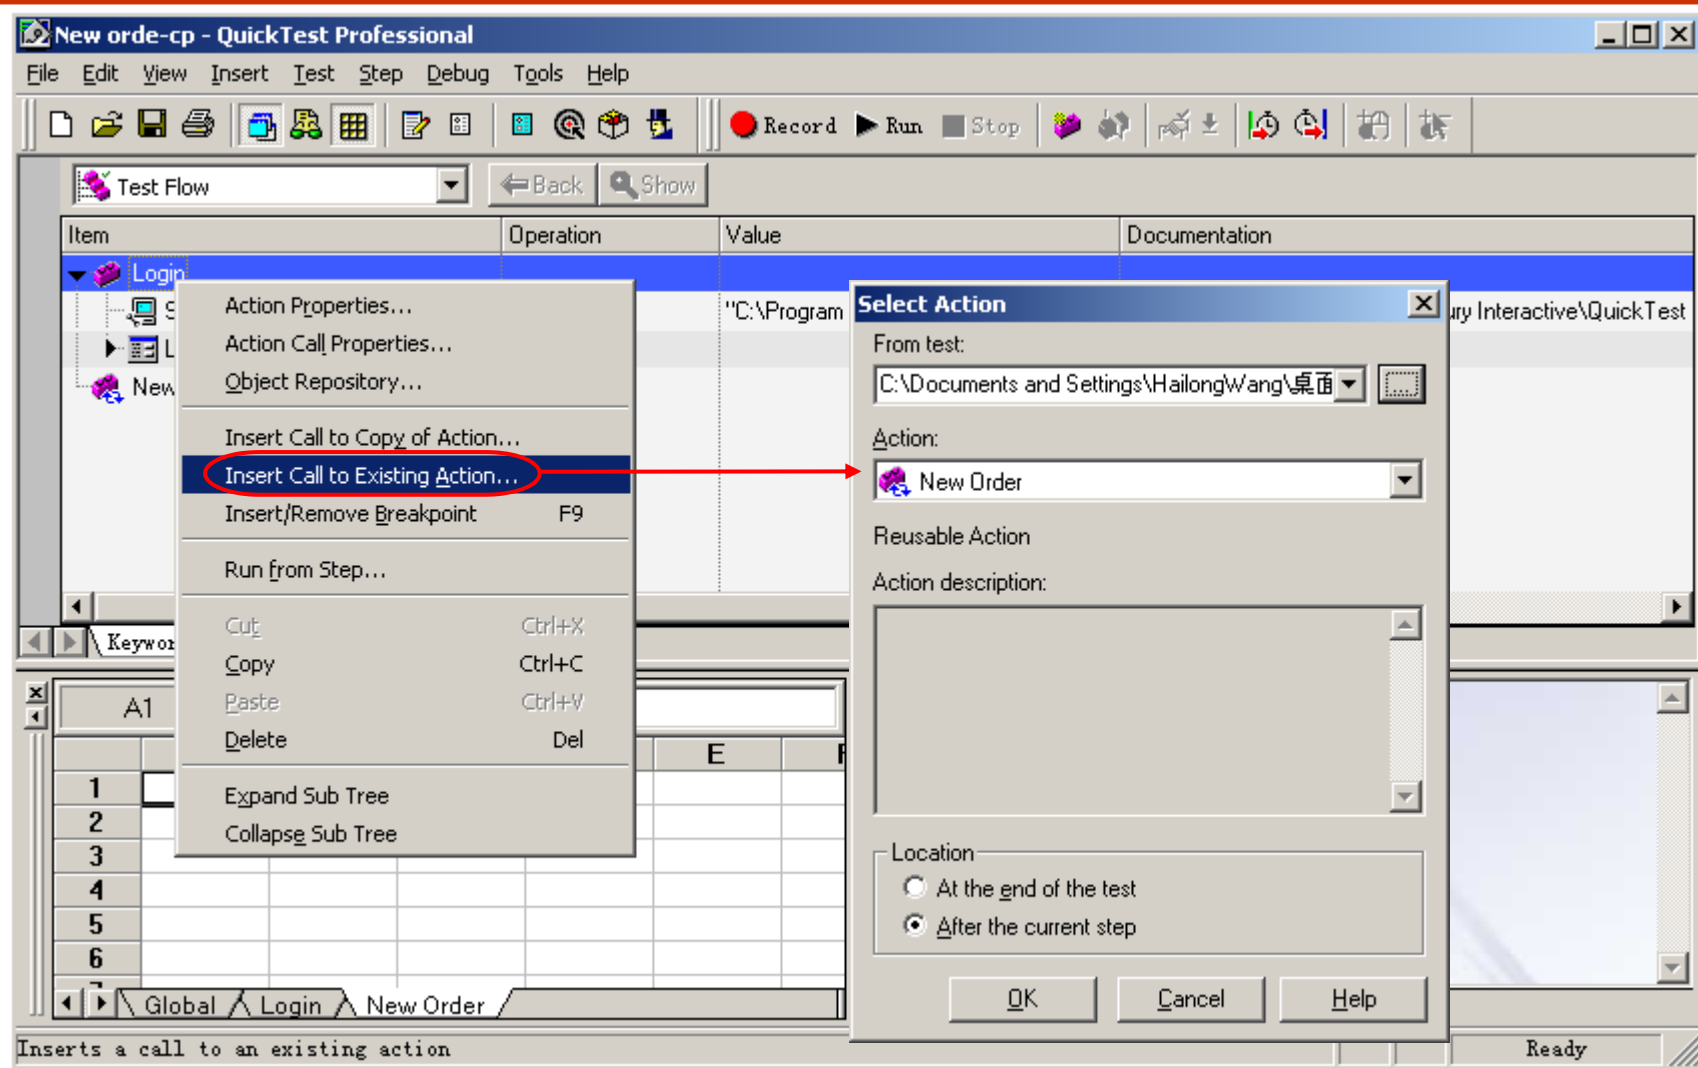 New orde-cp - QuickTest Professional
File Edit View Insert Test Step Debug Tools Help
Record Run Stop
Test Flow Back Show
Item Operation Value Documentation
Login
S "C:\Program ury Interactive\QuickTest
L
New
Action Properties...
Action Call Properties...
Object Repository...
Insert Call to Copy of Action...
Insert Call to Existing Action...
Insert/Remove Breakpoint F9
Run from Step...
Cut Ctrl+X
Copy Ctrl+C
Paste Ctrl+V
Delete Del
Expand Sub Tree
Collapse Sub Tree
Select Action
From test:
C:\Documents and Settings\HailongWang\桌面 ...
Action:
New Order
Reusable Action
Action description:
Location
At the end of the test
After the current step
OK Cancel Help
Keywor
A1
E F
1
2
3
4
5
6
Global Login New Order
Inserts a call to an existing action Ready